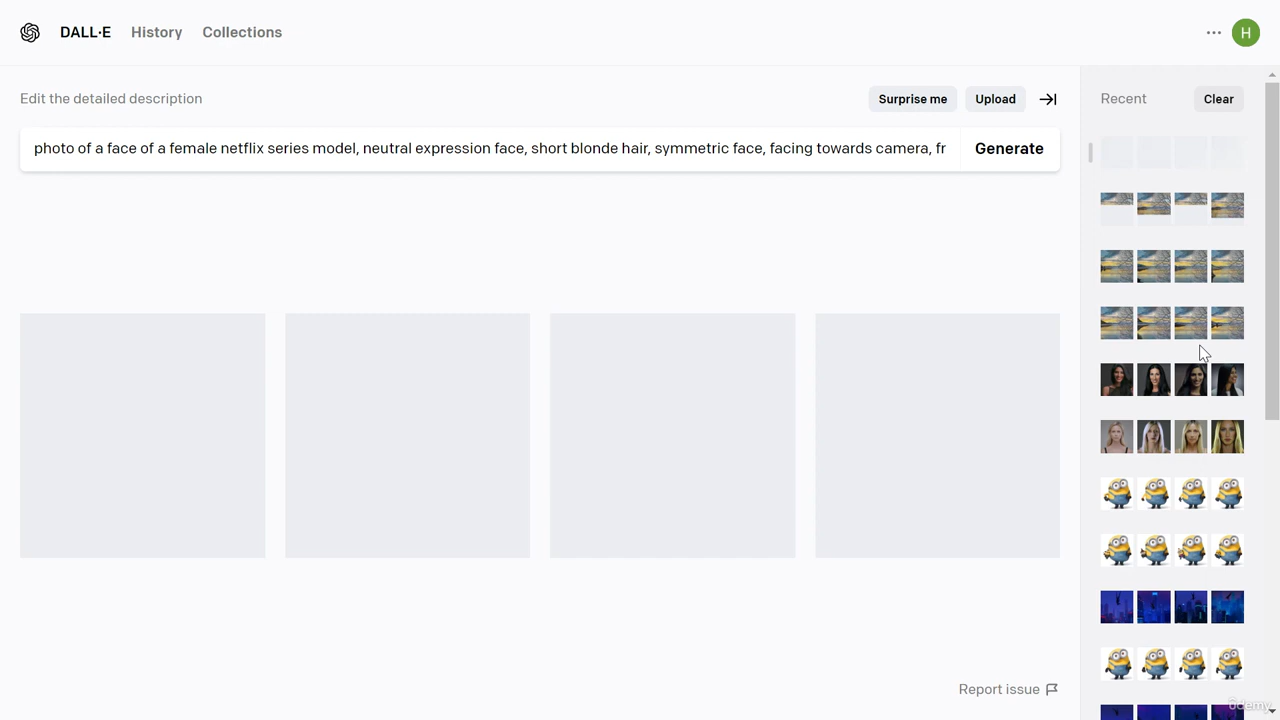 DALL·E History Collections ··· H
Edit the detailed description Surprise me Upload Recent Clear
photo of a face of a female netflix series model, neutral expression face, short blonde hair, symmetric face, facing towards camera, fr Generate
Report issue
ûdemy